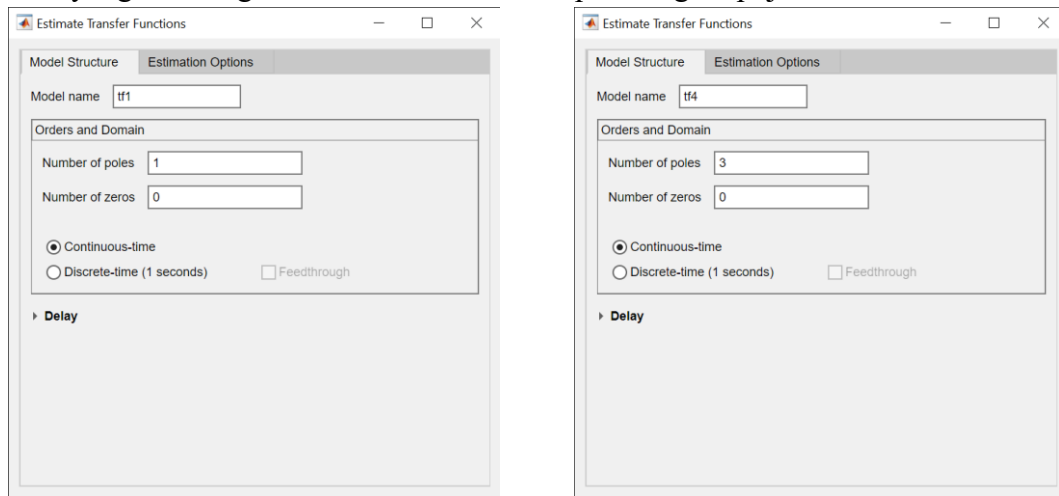 Estimate Transfer Functions
Model Structure Estimation Options
Model name tf1
Orders and Domain
Number of poles 1
Number of zeros 0
Continuous-time
Discrete-time (1 seconds) Feedthrough
Delay
Estimate Transfer Functions
Model Structure Estimation Options
Model name tf4
Orders and Domain
Number of poles 3
Number of zeros 0
Continuous-time
Discrete-time (1 seconds) Feedthrough
Delay